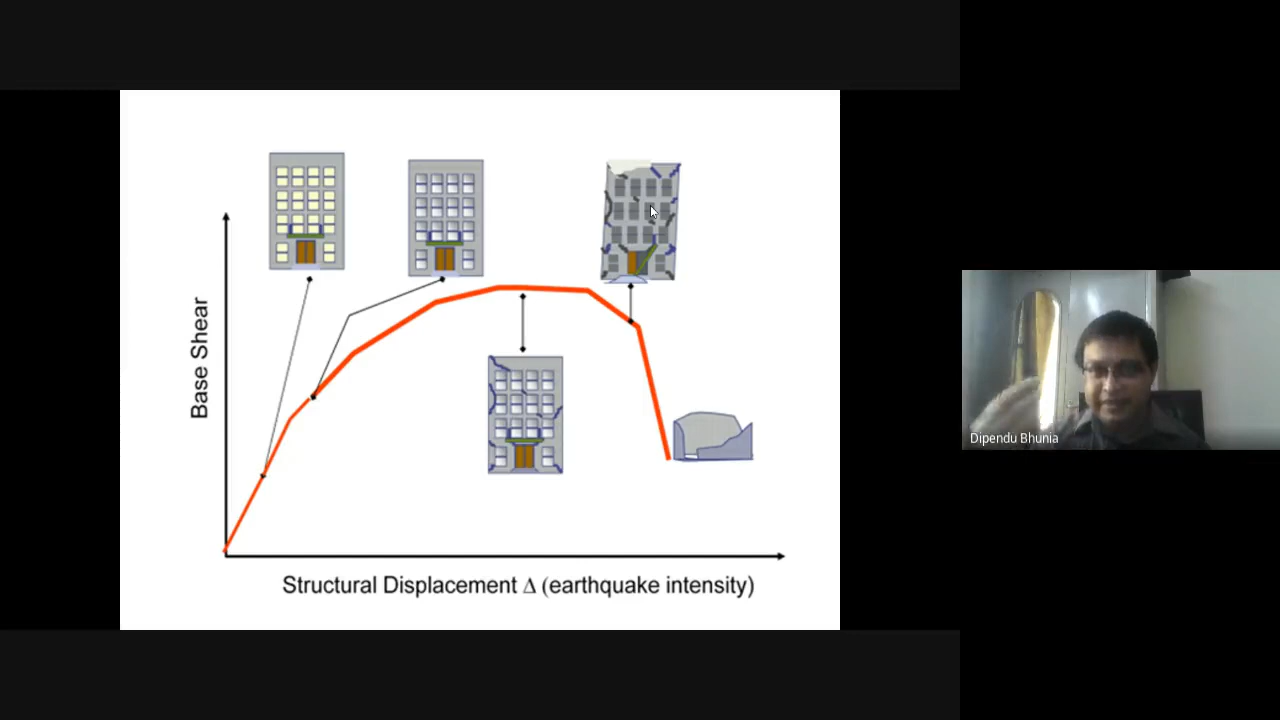 Base Shear
Structural Displacement Δ (earthquake intensity)
Dipendu Bhunia